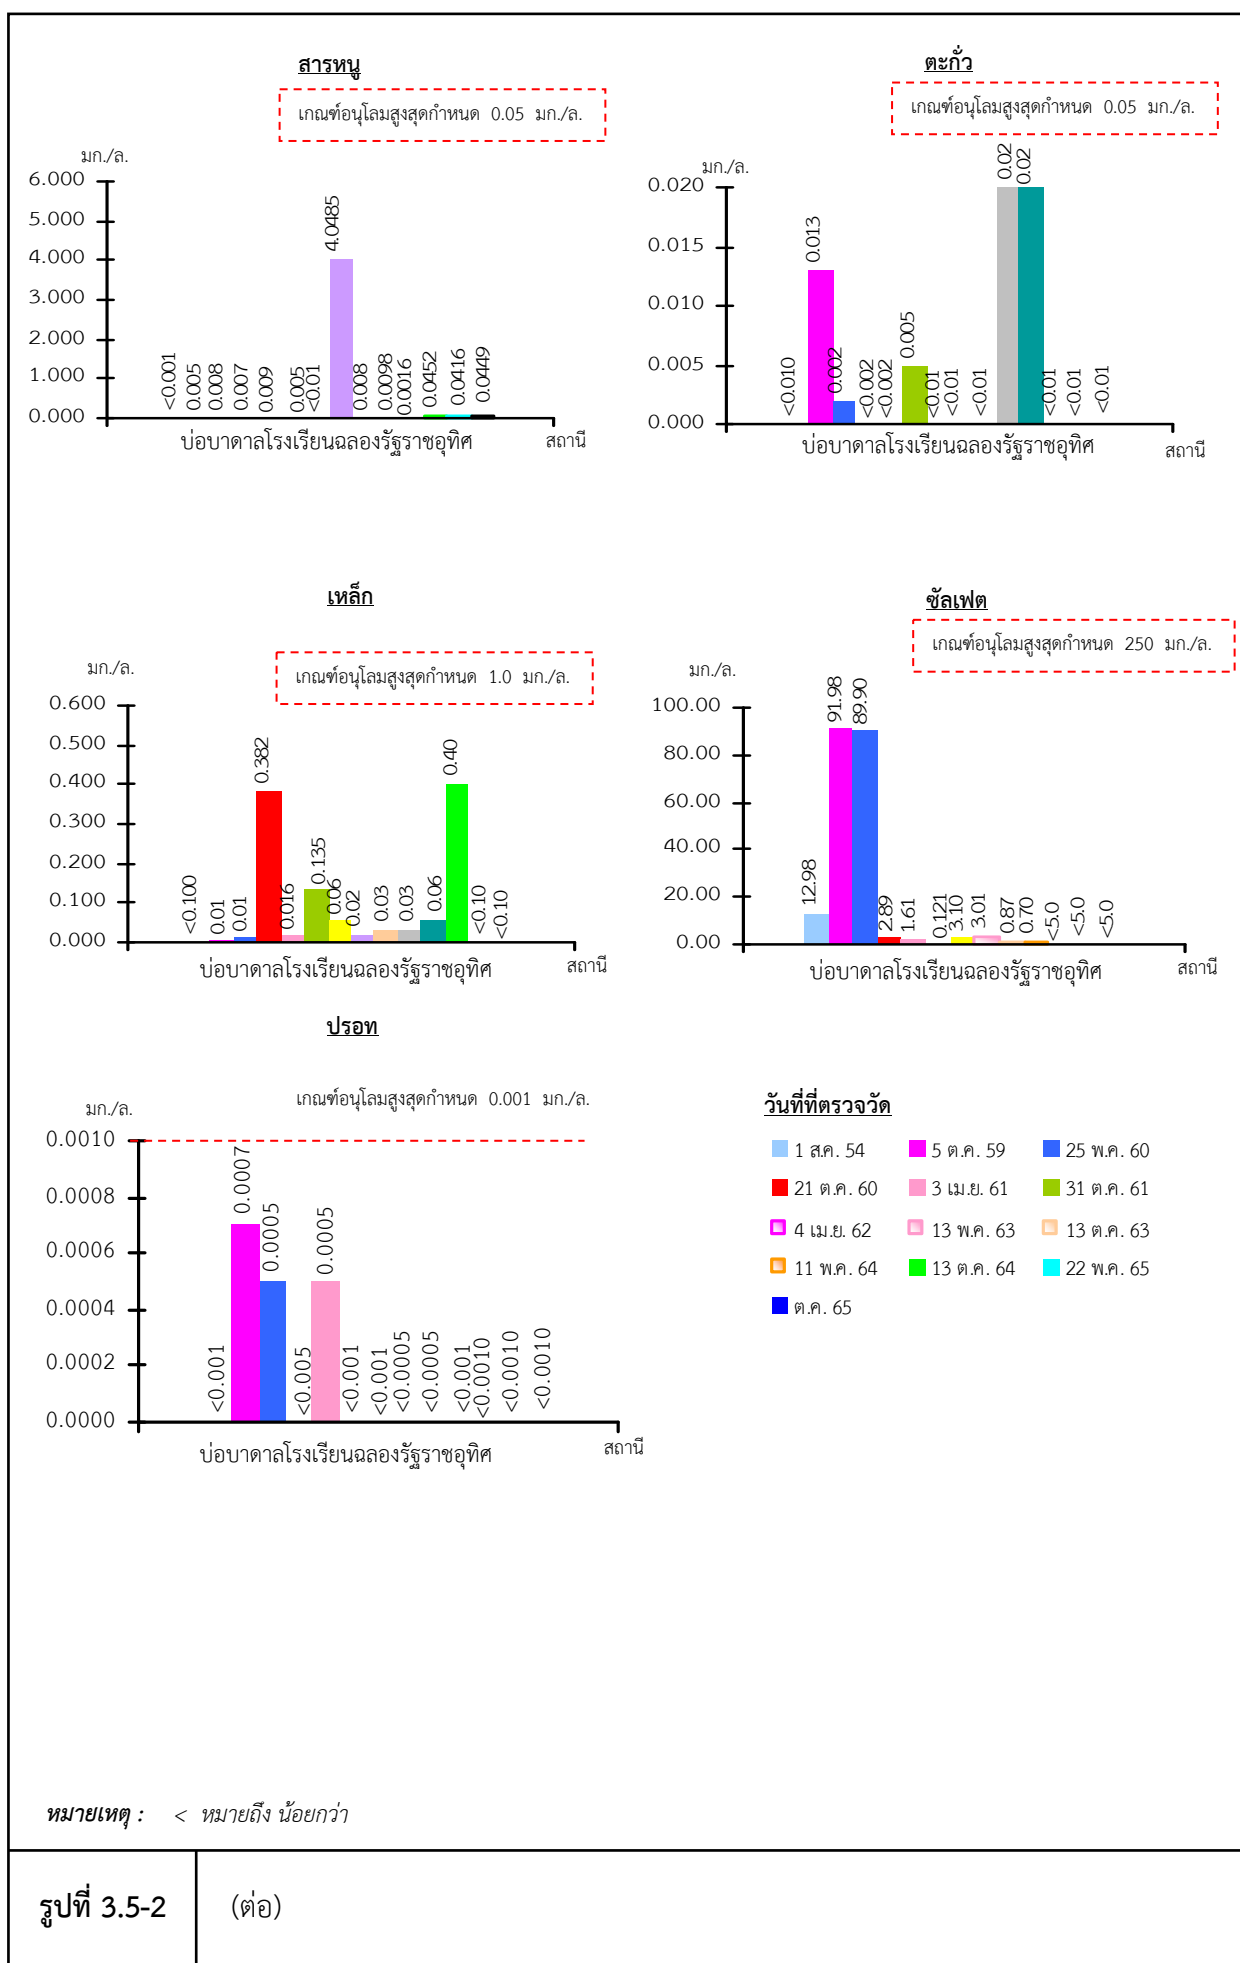 สารหนู
เกณฑ์อนุโลมสูงสุดกำหนด 0.05 มก./ล.
มก./ล.
6.000
5.000
4.000
3.000
2.000
1.000
0.000
<0.001
0.005
0.008
0.007
0.009
0.005
<0.01
4.0485
0.008
0.0098
0.0016
0.0452
0.0416
0.0449
บ่อบาดาลโรงเรียนฉลองรัฐราชอุทิศ
สถานี
ตะกั่ว
เกณฑ์อนุโลมสูงสุดกำหนด 0.05 มก./ล.
มก./ล.
0.020
0.015
0.010
0.005
0.000
<0.010
0.013
0.002
<0.002
<0.002
0.005
<0.01
<0.01
<0.01
0.02
0.02
<0.01
<0.01
<0.01
บ่อบาดาลโรงเรียนฉลองรัฐราชอุทิศ
สถานี
เหล็ก
เกณฑ์อนุโลมสูงสุดกำหนด 1.0 มก./ล.
มก./ล.
0.600
0.500
0.400
0.300
0.200
0.100
0.000
<0.100
0.01
0.01
0.382
0.016
0.135
0.06
0.02
0.03
0.03
0.06
0.40
<0.10
<0.10
บ่อบาดาลโรงเรียนฉลองรัฐราชอุทิศ
สถานี
ซัลเฟต
เกณฑ์อนุโลมสูงสุดกำหนด 250 มก./ล.
มก./ล.
100.00
80.00
60.00
40.00
20.00
0.00
12.98
91.98
89.90
2.89
1.61
0.121
3.10
3.01
0.87
0.70
<5.0
<5.0
<5.0
บ่อบาดาลโรงเรียนฉลองรัฐราชอุทิศ
สถานี
ปรอท
เกณฑ์อนุโลมสูงสุดกำหนด 0.001 มก./ล.
มก./ล.
0.0010
0.0008
0.0006
0.0004
0.0002
0.0000
<0.001
0.0007
0.0005
<0.005
0.0005
<0.001
<0.001
<0.0005
<0.0005
<0.001
<0.0010
<0.0010
<0.0010
บ่อบาดาลโรงเรียนฉลองรัฐราชอุทิศ
สถานี
วันที่ที่ตรวจวัด
1 ส.ค. 54
5 ต.ค. 59
25 พ.ค. 60
21 ต.ค. 60
3 เม.ย. 61
31 ต.ค. 61
4 เม.ย. 62
13 พ.ค. 63
13 ต.ค. 63
11 พ.ค. 64
13 ต.ค. 64
22 พ.ค. 65
ต.ค. 65
หมายเหตุ : < หมายถึง น้อยกว่า
รูปที่ 3.5-2
(ต่อ)